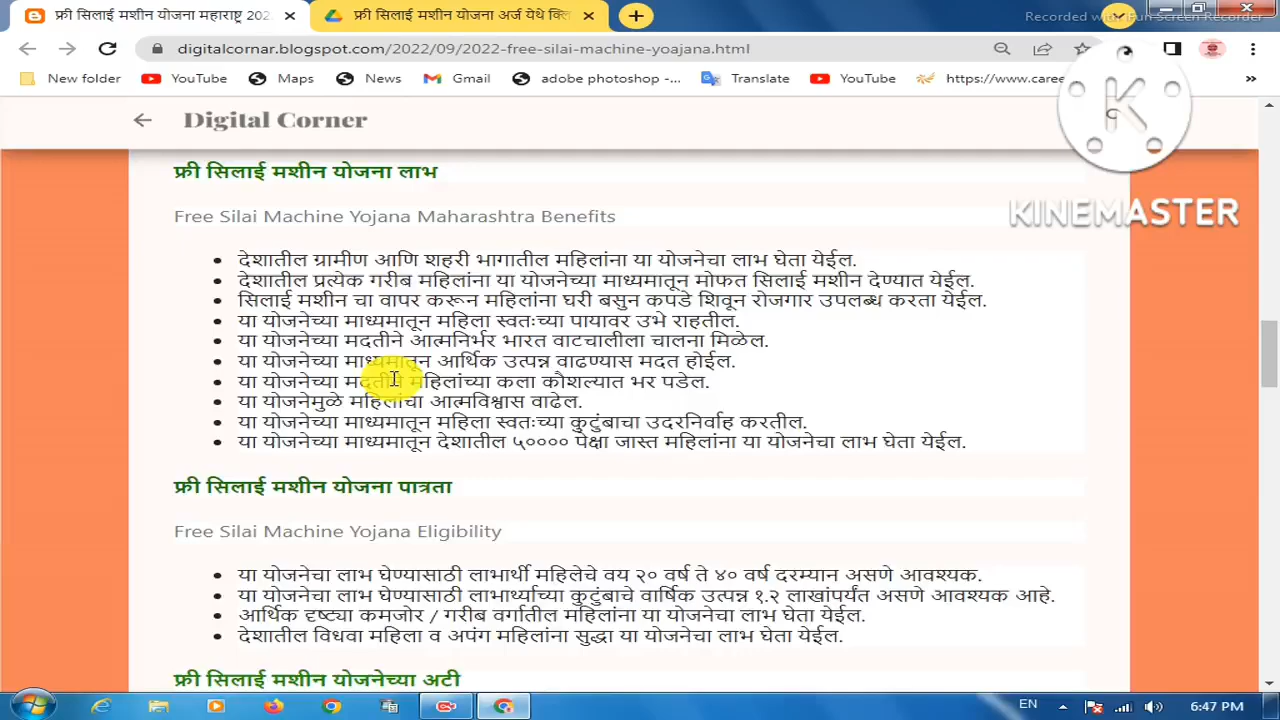 फ्री सिलाई मशीन योजना महाराष्ट्र 202
फ्री सिलाई मशीन योजना अर्ज येथे क्लि
Recorded with iFun Screen Recorder
digitalcornar.blogspot.com/2022/09/2022-free-silai-machine-yoajana.html
New folder YouTube Maps News Gmail adobe photoshop -... Translate YouTube https://www.caree
Digital Corner
KINEMASTER
फ्री सिलाई मशीन योजना लाभ
Free Silai Machine Yojana Maharashtra Benefits
देशातील ग्रामीण आणि शहरी भागातील महिलांना या योजनेचा लाभ घेता येईल.
देशातील प्रत्येक गरीब महिलांना या योजनेच्या माध्यमातून मोफत सिलाई मशीन देण्यात येईल.
सिलाई मशीन चा वापर करून महिलांना घरी बसुन कपडे शिवून रोजगार उपलब्ध करता येईल.
या योजनेच्या माध्यमातून महिला स्वतःच्या पायावर उभे राहतील.
या योजनेच्या मदतीने आत्मनिर्भर भारत वाटचालीला चालना मिळेल.
या योजनेच्या माध्यमातून आर्थिक उत्पन्न वाढण्यास मदत होईल.
या योजनेच्या मदतीने महिलांच्या कला कौशल्यात भर पडेल.
या योजनेमुळे महिलांचा आत्मविश्वास वाढेल.
या योजनेच्या माध्यमातून महिला स्वतःच्या कुटुंबाचा उदरनिर्वाह करतील.
या योजनेच्या माध्यमातून देशातील ५०००० पेक्षा जास्त महिलांना या योजनेचा लाभ घेता येईल.
फ्री सिलाई मशीन योजना पात्रता
Free Silai Machine Yojana Eligibility
या योजनेचा लाभ घेण्यासाठी लाभार्थी महिलेचे वय २० वर्ष ते ४० वर्ष दरम्यान असणे आवश्यक.
या योजनेचा लाभ घेण्यासाठी लाभार्थ्याच्या कुटुंबाचे वार्षिक उत्पन्न १.२ लाखांपर्यंत असणे आवश्यक आहे.
आर्थिक दृष्ट्या कमजोर / गरीब वर्गातील महिलांना या योजनेचा लाभ घेता येईल.
देशातील विधवा महिला व अपंग महिलांना सुद्धा या योजनेचा लाभ घेता येईल.
फ्री सिलाई मशीन योजनेच्या अटी
EN 6:47 PM